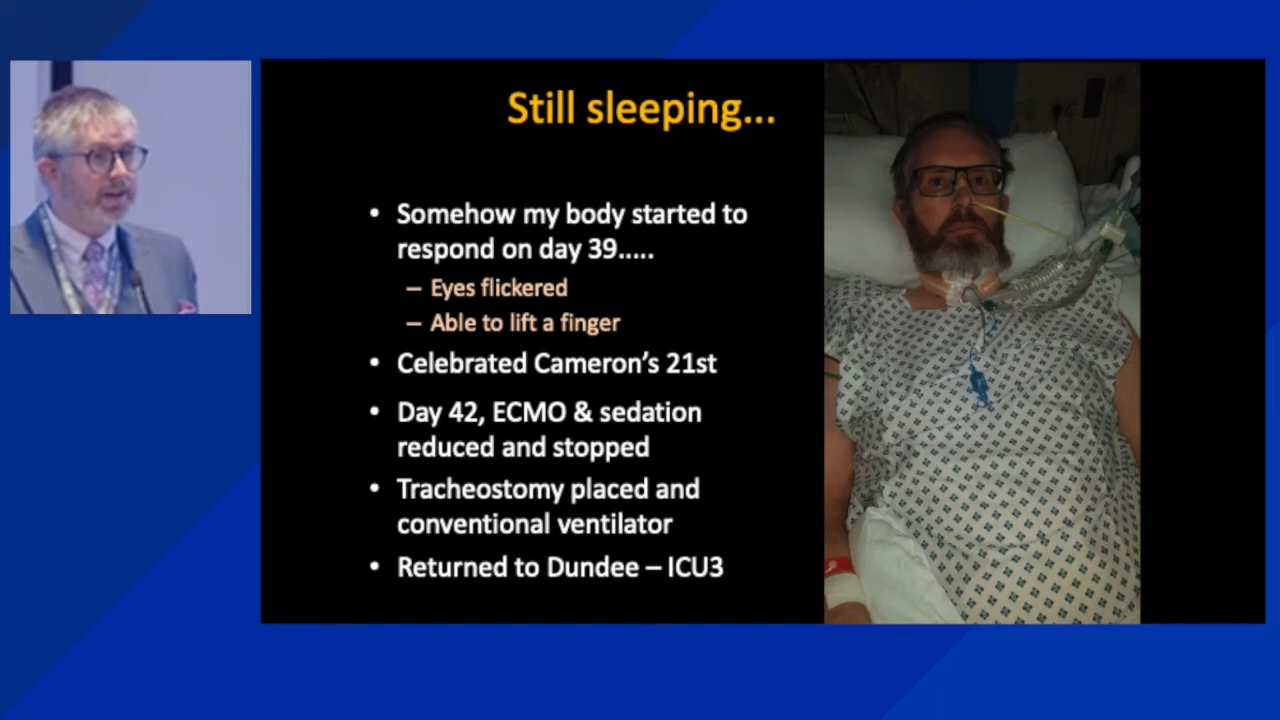 Still sleeping...
• Somehow my body started to
respond on day 39.....
– Eyes flickered
– Able to lift a finger
• Celebrated Cameron’s 21st
• Day 42, ECMO & sedation
reduced and stopped
• Tracheostomy placed and
conventional ventilator
• Returned to Dundee – ICU3